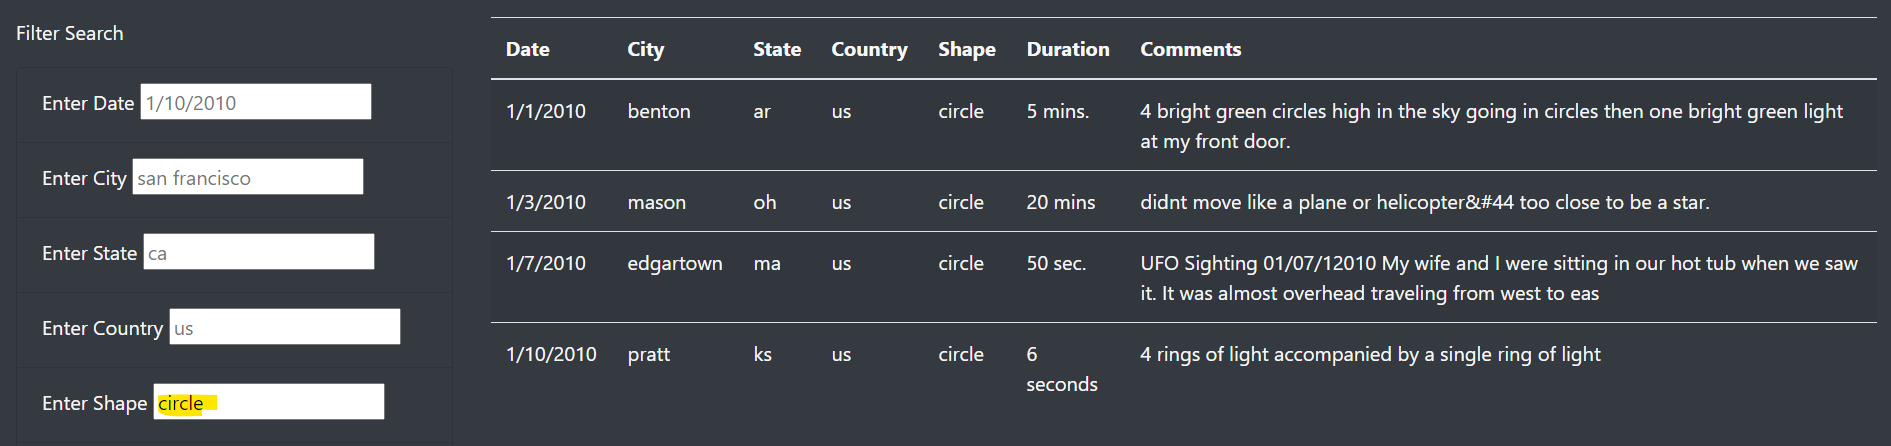 Filter Search
Enter Date 1/10/2010
Enter City san francisco
Enter State ca
Enter Country us
Enter Shape circle
Date City State Country Shape Duration Comments
1/1/2010 benton ar us circle 5 mins. 4 bright green circles high in the sky going in circles then one bright green light
at my front door.
1/3/2010 mason oh us circle 20 mins didnt move like a plane or helicopter&#44 too close to be a star.
1/7/2010 edgartown ma us circle 50 sec. UFO Sighting 01/07/12010 My wife and I were sitting in our hot tub when we saw
it. It was almost overhead traveling from west to eas
1/10/2010 pratt ks us circle 6 4 rings of light accompanied by a single ring of light
seconds